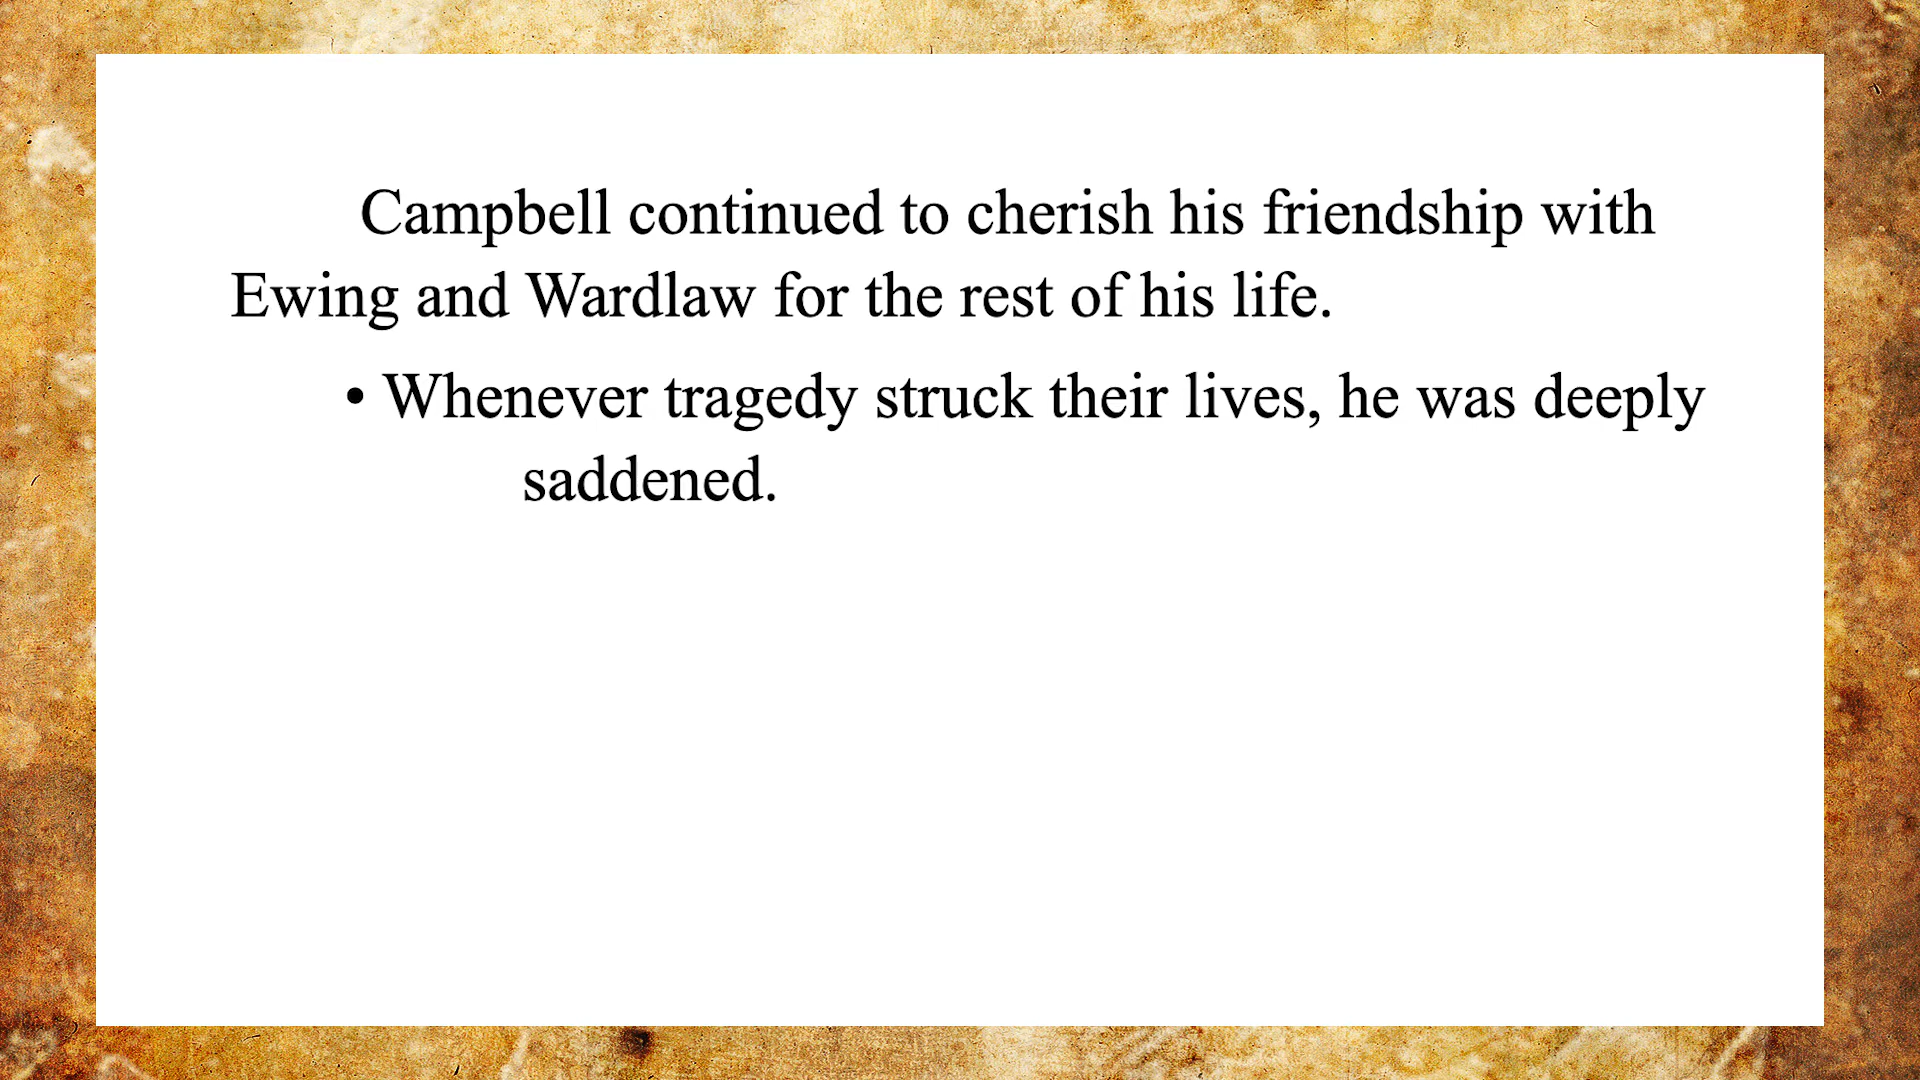 Campbell continued to cherish his friendship with
Ewing and Wardlaw for the rest of his life.
• Whenever tragedy struck their lives, he was deeply
saddened.